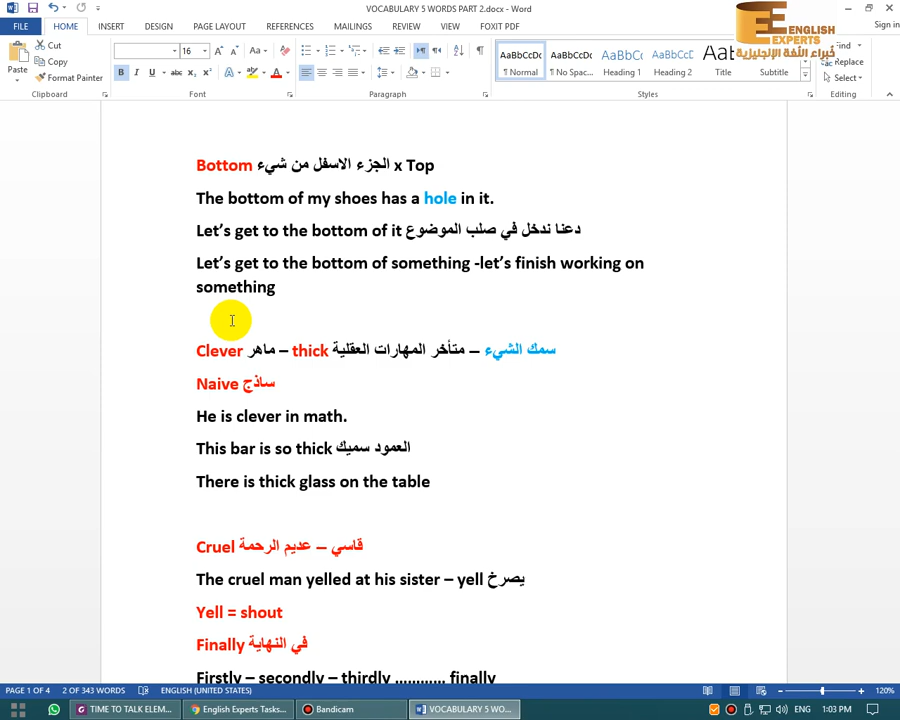 VOCABULARY 5 WORDS PART 2.docx - Word
Sign in
FILE HOME INSERT DESIGN PAGE LAYOUT REFERENCES MAILINGS REVIEW VIEW FOXIT PDF
ENGLISH EXPERTS
خبراء اللغة الإنجليزية
Paste
Cut
Copy
Format Painter
16
AaBbCcDc AaBbCcDc AaBbCc AaBbCcD
¶ Normal ¶ No Spac... Heading 1 Heading 2 Title Subtitle
Find
Replace
Select
Clipboard Font Paragraph Styles Editing
Bottom الجزء الاسفل من شيء x Top
The bottom of my shoes has a hole in it.
Let’s get to the bottom of it دعنا ندخل في صلب الموضوع
Let’s get to the bottom of something -let’s finish working on
something
Clever ماهر – thick متأخر المهارات العقلية – سمك الشيء
Naive ساذج
He is clever in math.
This bar is so thick العمود سميك
There is thick glass on the table
Cruel قاسي – عديم الرحمة
The cruel man yelled at his sister – yell يصرخ
Yell = shout
Finally في النهاية
Firstly – secondly – thirdly ………… finally
PAGE 1 OF 4 2 OF 343 WORDS ENGLISH (UNITED STATES) 120%
TIME TO TALK ELEM... English Experts Tasks... Bandicam VOCABULARY 5 WO... ENG 1:03 PM